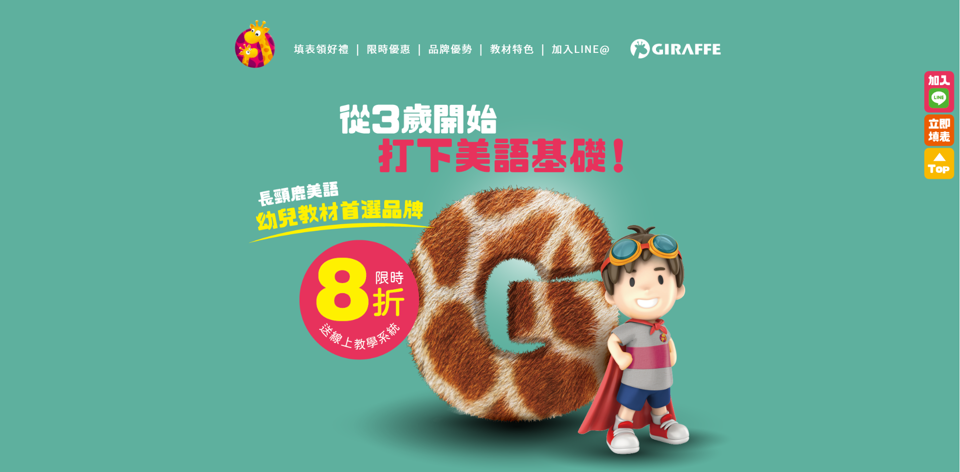 填表領好禮 | 限時優惠 | 品牌優勢 | 教材特色 | 加入LINE@
GIRAFFE
加入
LINE
立即
填表
TOP
從3歲開始
打下美語基礎！
長頸鹿美語
幼兒教材首選品牌
8折
限時
送線上教學系統
G